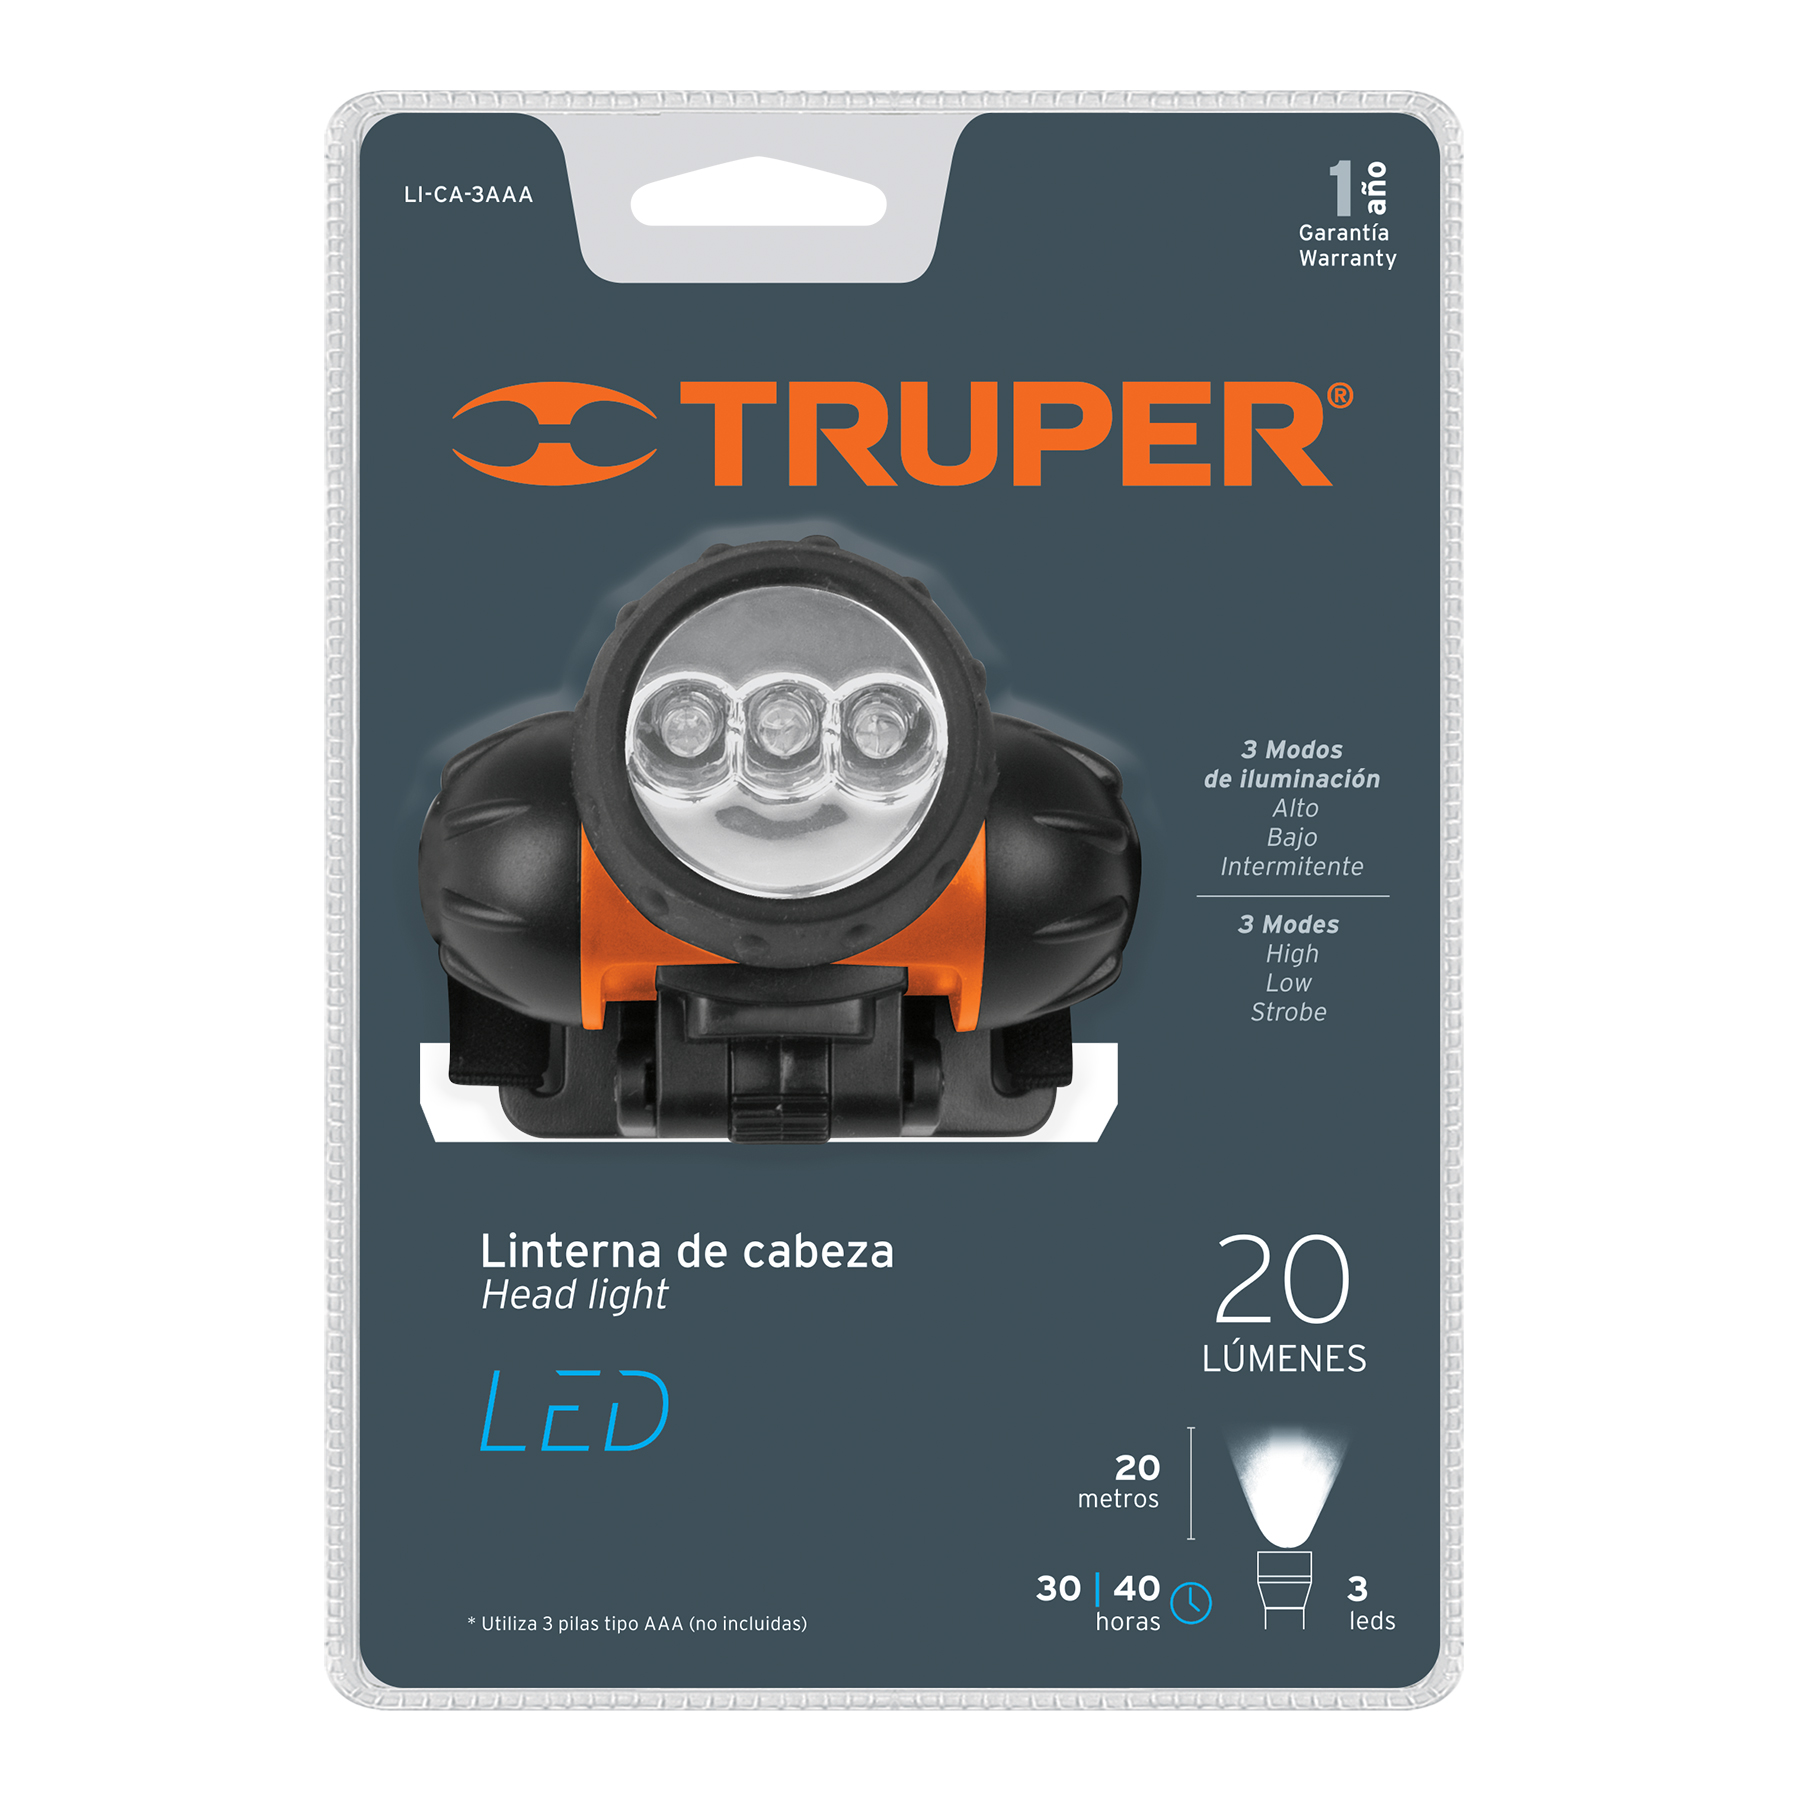 LI-CA-3AAA
1 año
Garantía
Warranty
TRUPER®
3 Modos
de iluminación
Alto
Bajo
Intermitente
3 Modes
High
Low
Strobe
Linterna de cabeza
Head light
LED
20
LÚMENES
20
metros
30 | 40
horas
3
leds
* Utiliza 3 pilas tipo AAA (no incluidas)